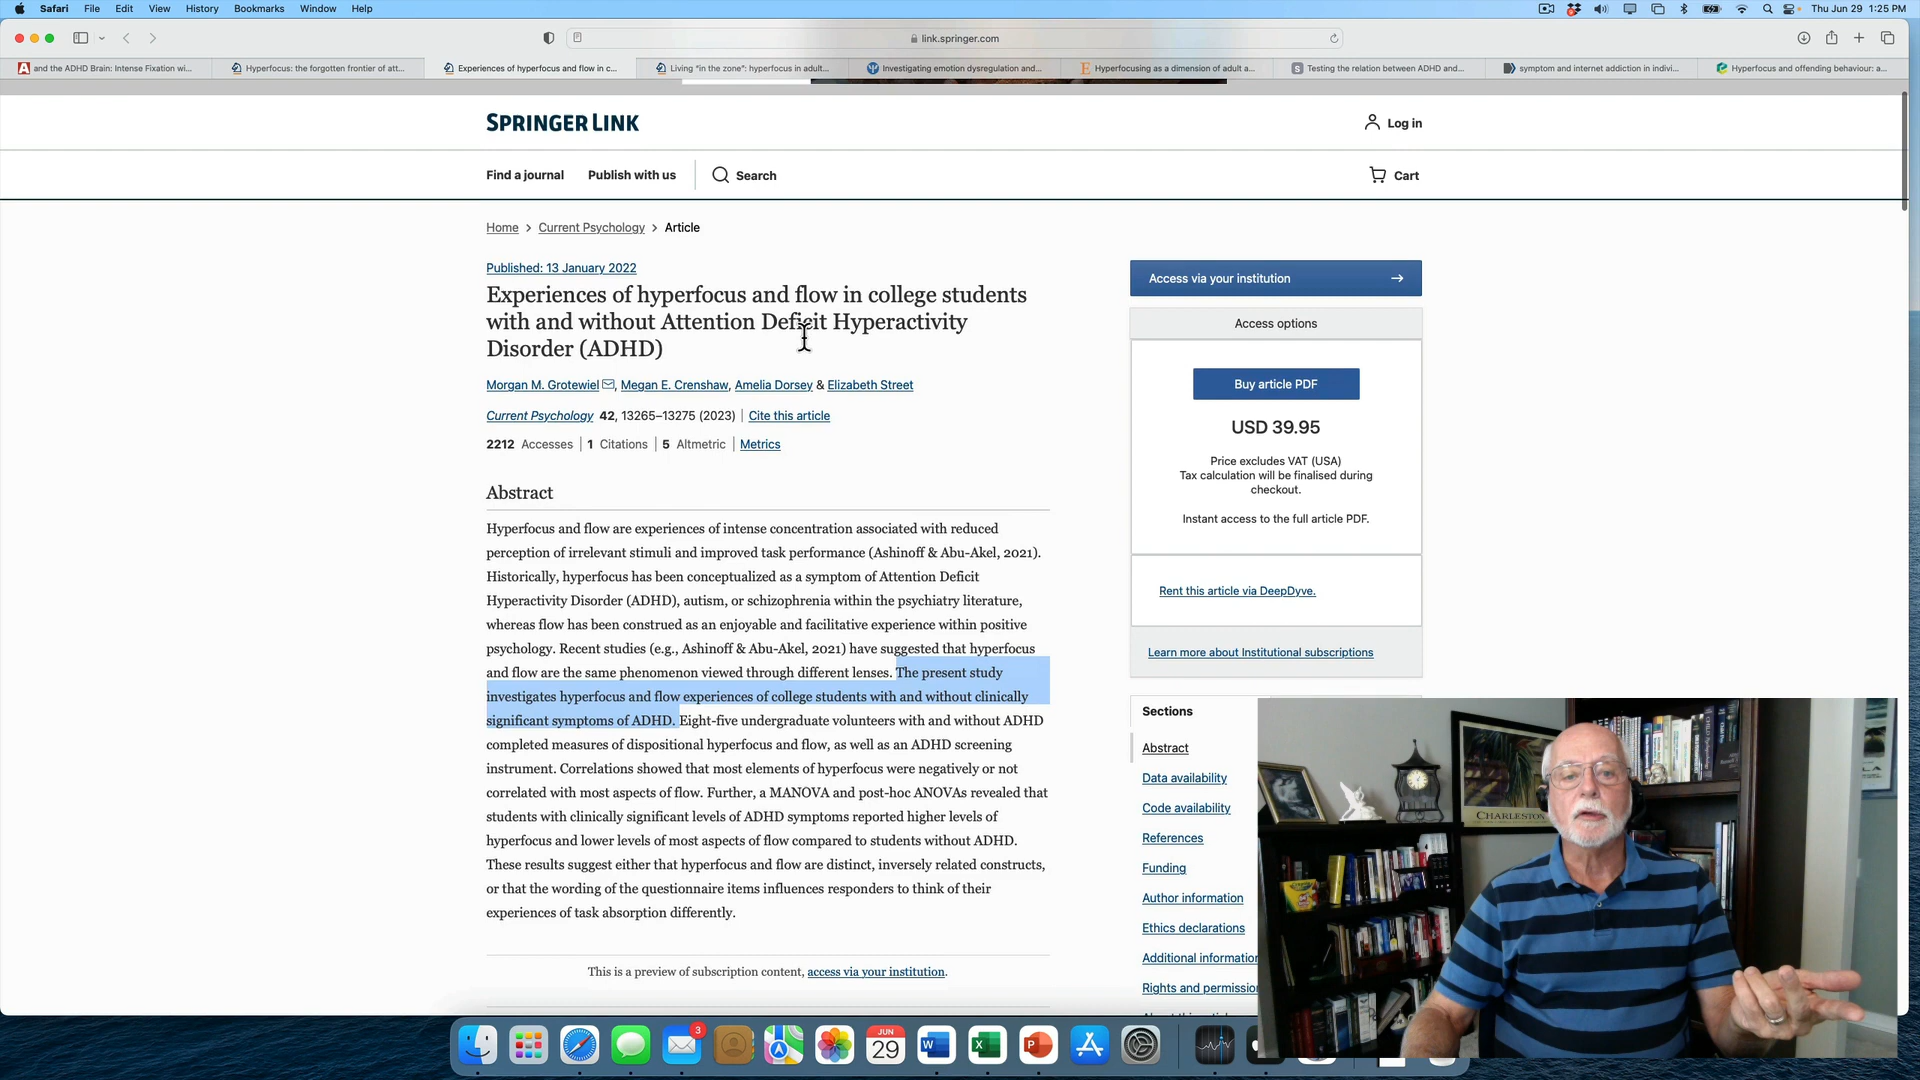 Safari File Edit View History Bookmarks Window Help Thu Jun 29 1:25 PM
link.springer.com
and the ADHD Brain: Intense Fixation wi...
Hyperfocus: the forgotten frontier of att...
Experiences of hyperfocus and flow in c...
Living "in the zone": hyperfocus in adult...
Investigating emotion dysregulation and...
Hyperfocusing as a dimension of adult a...
Testing the relation between ADHD and...
symptom and internet addiction in indivi...
Hyperfocus and offending behaviour: a...
SPRINGER LINK
Log in
Find a journal Publish with us Search
Cart
Home > Current Psychology > Article
Published: 13 January 2022
Experiences of hyperfocus and flow in college students
with and without Attention Deficit Hyperactivity
Disorder (ADHD)
Morgan M. Grotewiel, Megan E. Crenshaw, Amelia Dorsey & Elizabeth Street
Current Psychology 42, 13265–13275 (2023) | Cite this article
2212 Accesses | 1 Citations | 5 Altmetric | Metrics
Abstract
Hyperfocus and flow are experiences of intense concentration associated with reduced
perception of irrelevant stimuli and improved task performance (Ashinoff & Abu-Akel, 2021).
Historically, hyperfocus has been conceptualized as a symptom of Attention Deficit
Hyperactivity Disorder (ADHD), autism, or schizophrenia within the psychiatry literature,
whereas flow has been construed as an enjoyable and facilitative experience within positive
psychology. Recent studies (e.g., Ashinoff & Abu-Akel, 2021) have suggested that hyperfocus
and flow are the same phenomenon viewed through different lenses. The present study
investigates hyperfocus and flow experiences of college students with and without clinically
significant symptoms of ADHD. Eight-five undergraduate volunteers with and without ADHD
completed measures of dispositional hyperfocus and flow, as well as an ADHD screening
instrument. Correlations showed that most elements of hyperfocus were negatively or not
correlated with most aspects of flow. Further, a MANOVA and post-hoc ANOVAs revealed that
students with clinically significant levels of ADHD symptoms reported higher levels of
hyperfocus and lower levels of most aspects of flow compared to students without ADHD.
These results suggest either that hyperfocus and flow are distinct, inversely related constructs,
or that the wording of the questionnaire items influences responders to think of their
experiences of task absorption differently.
This is a preview of subscription content, access via your institution.
Access via your institution
Access options
Buy article PDF
USD 39.95
Price excludes VAT (USA)
Tax calculation will be finalised during
checkout.
Instant access to the full article PDF.
Rent this article via DeepDyve.
Learn more about Institutional subscriptions
Sections
Abstract
Data availability
Code availability
References
Funding
Author information
Ethics declarations
Additional information
Rights and permission
CHARLESTON
3
JUN
29